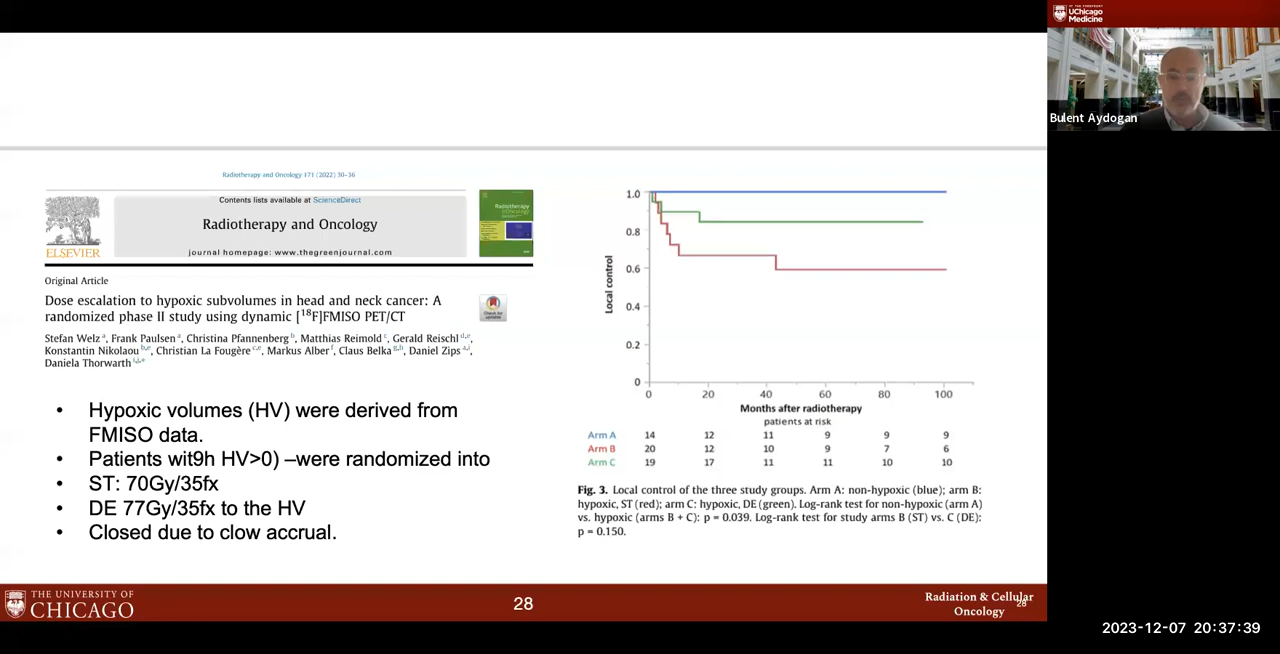 AT THE FOREFRONT
UChicago
Medicine
Bulent Aydogan
Radiotherapy and Oncology 171 (2022) 30–36
Contents lists available at ScienceDirect
Radiotherapy and Oncology
journal homepage: www.thegreenjournal.com
ELSEVIER
Radiotherapy
&Oncology
Original Article
Dose escalation to hypoxic subvolumes in head and neck cancer: A
randomized phase II study using dynamic [18F]FMISO PET/CT
Check for
updates
Stefan Welz a, Frank Paulsen a, Christina Pfannenberg b, Matthias Reimold c, Gerald Reischl d,e,
Konstantin Nikolaou b,e, Christian La Fougère c,e, Markus Alber f, Claus Belka g,h, Daniel Zips a,i,
Daniela Thorwarth i,j,*
• Hypoxic volumes (HV) were derived from
FMISO data.
• Patients wit9h HV>0) –were randomized into
• ST: 70Gy/35fx
• DE 77Gy/35fx to the HV
• Closed due to clow accrual.
Local control
1.0
0.8
0.6
0.4
0.2
0
0 20 40 60 80 100
Months after radiotherapy
patients at risk
Arm A 14 12 11 9 9 9
Arm B 20 12 10 9 7 6
Arm C 19 17 11 11 10 10
Fig. 3. Local control of the three study groups. Arm A: non-hypoxic (blue); arm B:
hypoxic, ST (red); arm C: hypoxic, DE (green). Log-rank test for non-hypoxic (arm A)
vs. hypoxic (arms B + C): p = 0.039. Log-rank test for study arms B (ST) vs. C (DE):
p = 0.150.
THE UNIVERSITY OF
CHICAGO
28
Radiation & Cellular
Oncology
28
2023-12-07 20:37:39